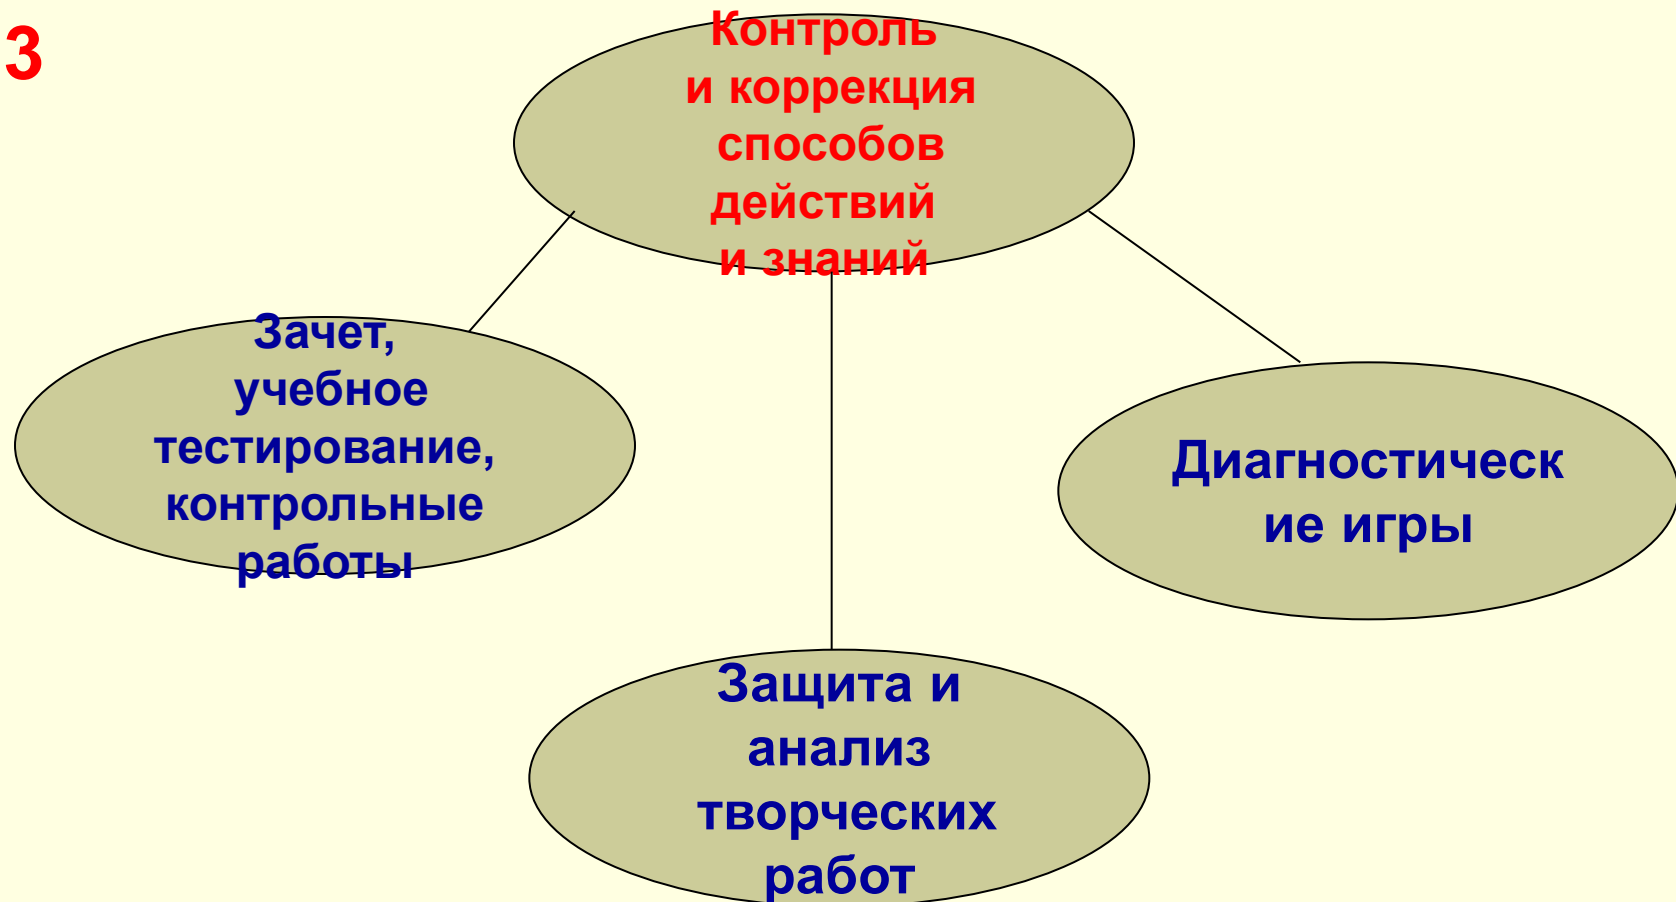 3
Контроль
и коррекция
способов
действий
и знаний
Зачет,
учебное
тестирование,
контрольные
работы
Диагностическ
ие игры
Защита и
анализ
творческих
работ